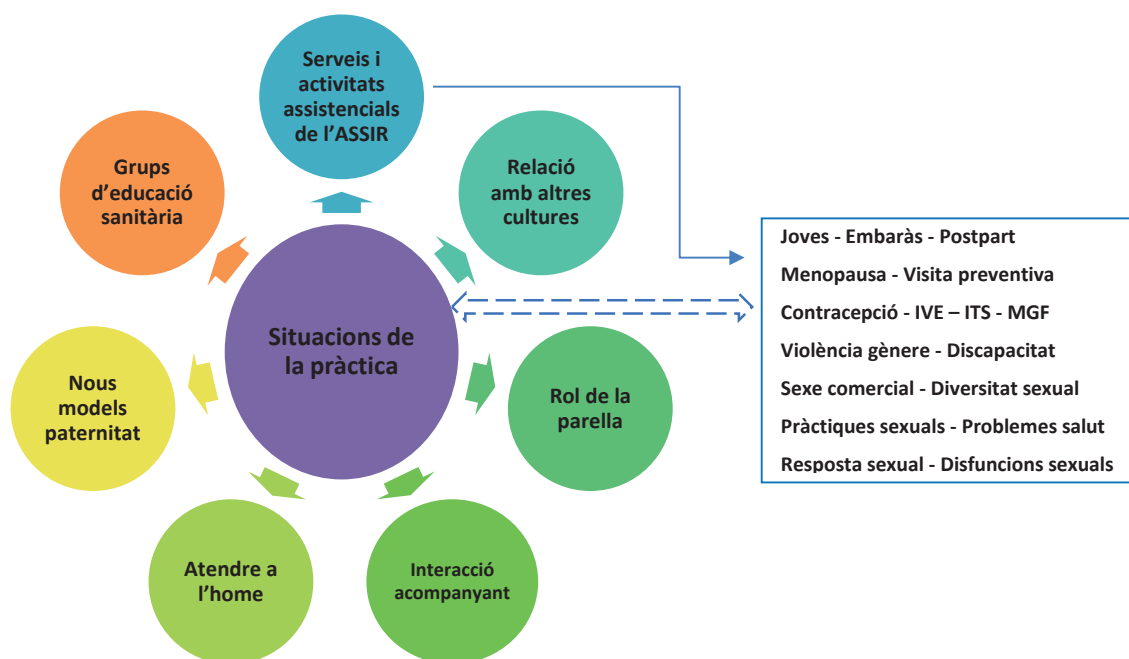 Serveis i
activitats
assistencials
de l'ASSIR
Relació
amb altres
cultures
Rol de la
parella
Interacció
acompanyant
Atendre a
l'home
Nous
models
paternitat
Grups
d'educació
sanitària
Situacions de
la pràctica
Joves - Embaràs - Postpart
Menopausa - Visita preventiva
Contracepció - IVE – ITS - MGF
Violència gènere - Discapacitat
Sexe comercial - Diversitat sexual
Pràctiques sexuals - Problemes salut
Resposta sexual - Disfuncions sexuals